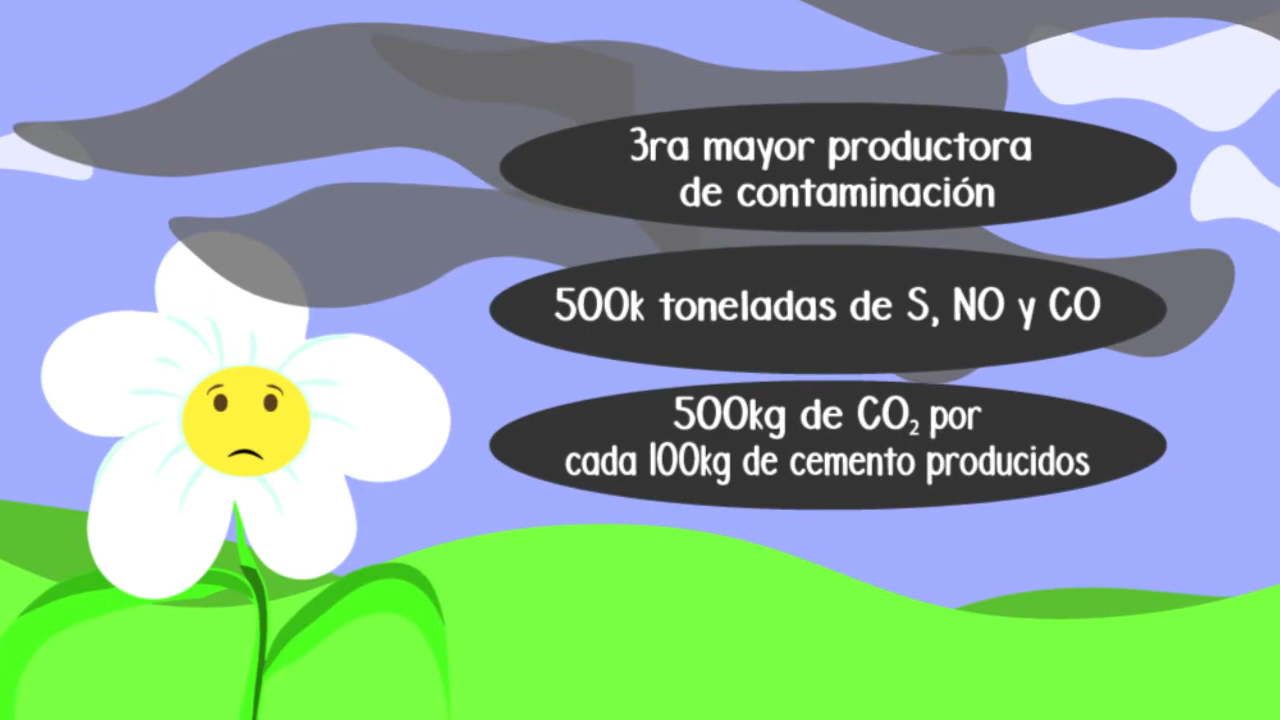 3ra mayor productora
de contaminación
500k toneladas de S, NO y CO
500kg de CO₂ por
cada 100kg de cemento producidos